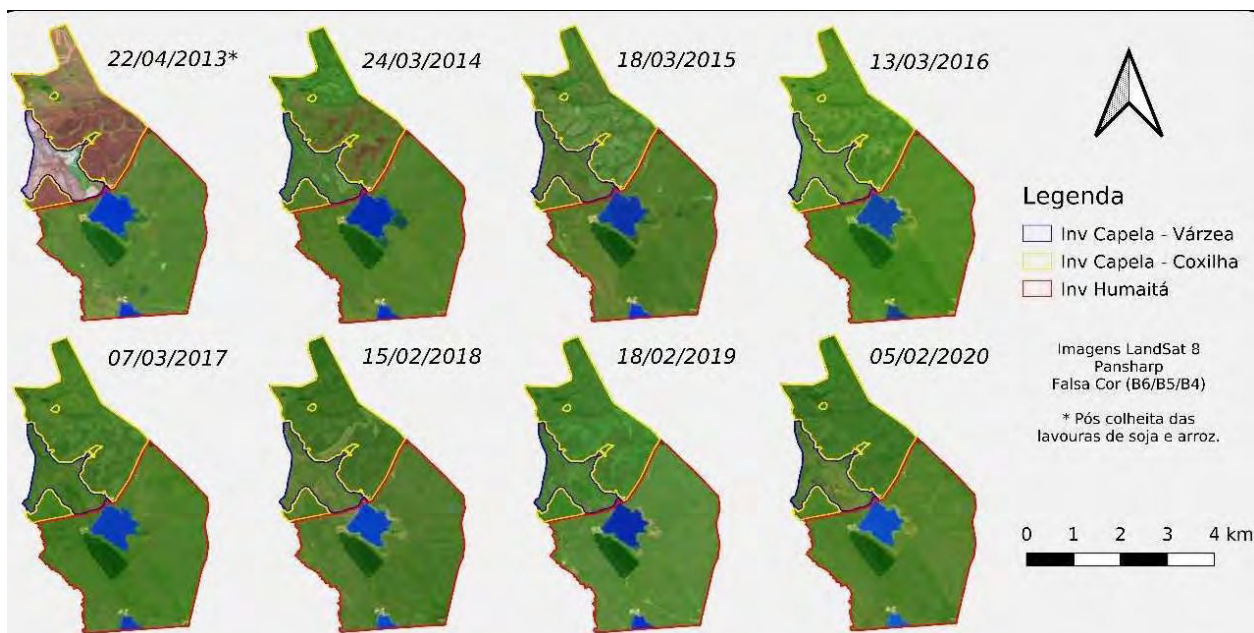 22/04/2013*
24/03/2014
18/03/2015
13/03/2016
Legenda
Inv Capela - Várzea
Inv Capela - Coxilha
Inv Humaitá
07/03/2017
15/02/2018
18/02/2019
05/02/2020
Imagens LandSat 8
Pansharp
Falsa Cor (B6/B5/B4)
* Pós colheita das
lavouras de soja e arroz.
0 1 2 3 4 km